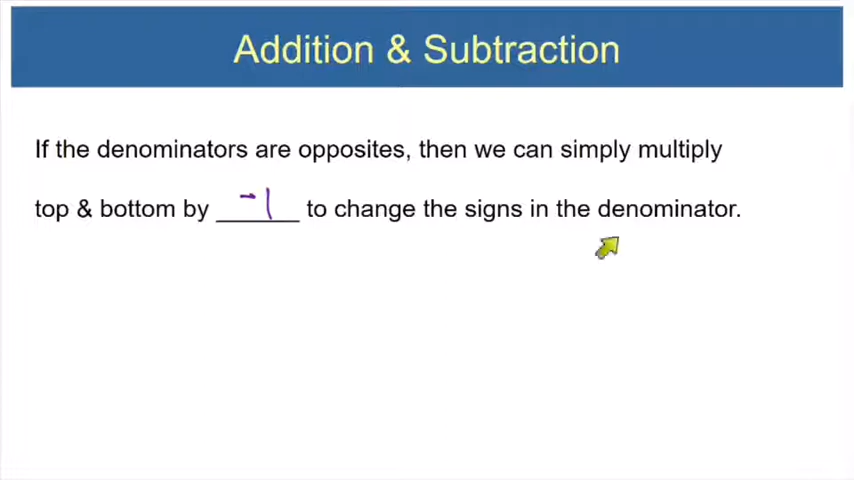 Addition & Subtraction
If the denominators are opposites, then we can simply multiply
top & bottom by -1 to change the signs in the denominator.